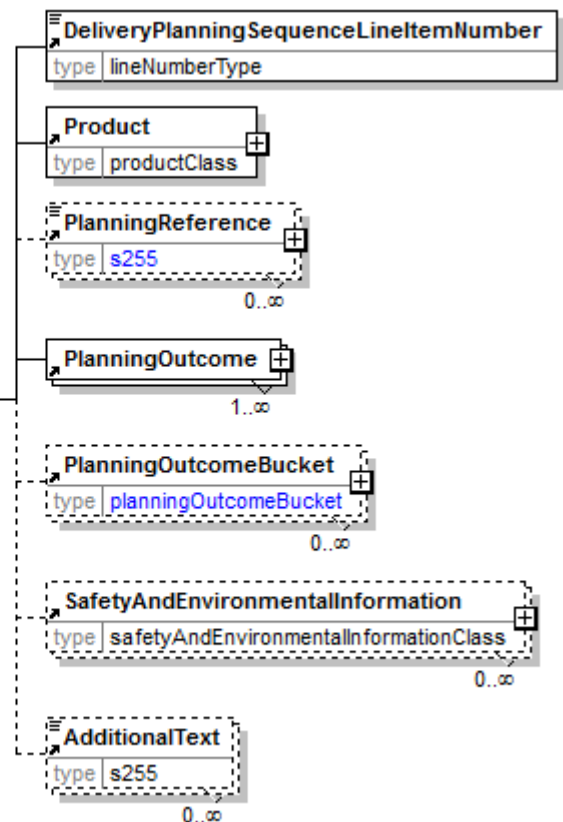 DeliveryPlanningSequenceLineItemNumber
type lineNumberType
Product
type productClass
PlanningReference
type s255
0..∞
PlanningOutcome
1..∞
PlanningOutcomeBucket
type planningOutcomeBucket
0..∞
SafetyAndEnvironmentalInformation
type safetyAndEnvironmentalInformationClass
0..∞
AdditionalText
type s255
0..∞